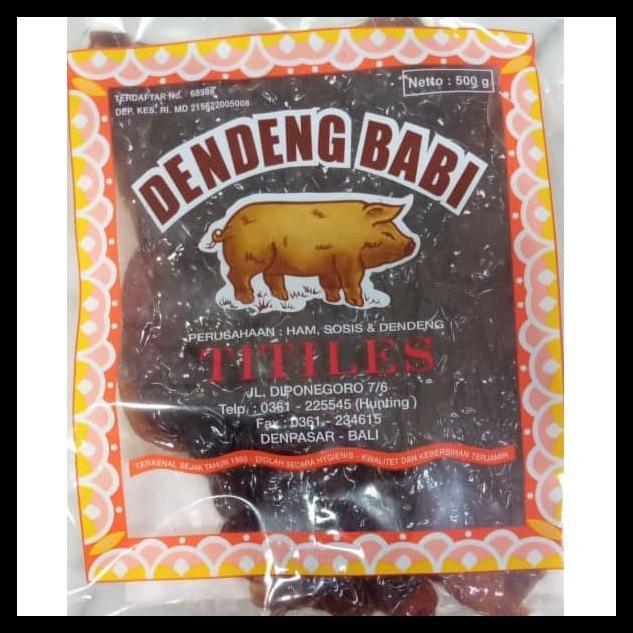 TERDAFTAR No. 68988
DEP. KES. RI. MD 215622005008
Netto : 500 g
DENDENG BABI
PERUSAHAAN : HAM, SOSIS & DENDENG
TITILES
JL. DIPONEGORO 7/6
Telp. : 0361 - 225545 (Hunting)
Fax : 0361 - 234615
DENPASAR - BALI
TERKENAL SEJAK TAHUN 1950 - DIOLAH SECARA HYGIENIS - KWALITET DAN KEBERSIHAN TERJAMIN